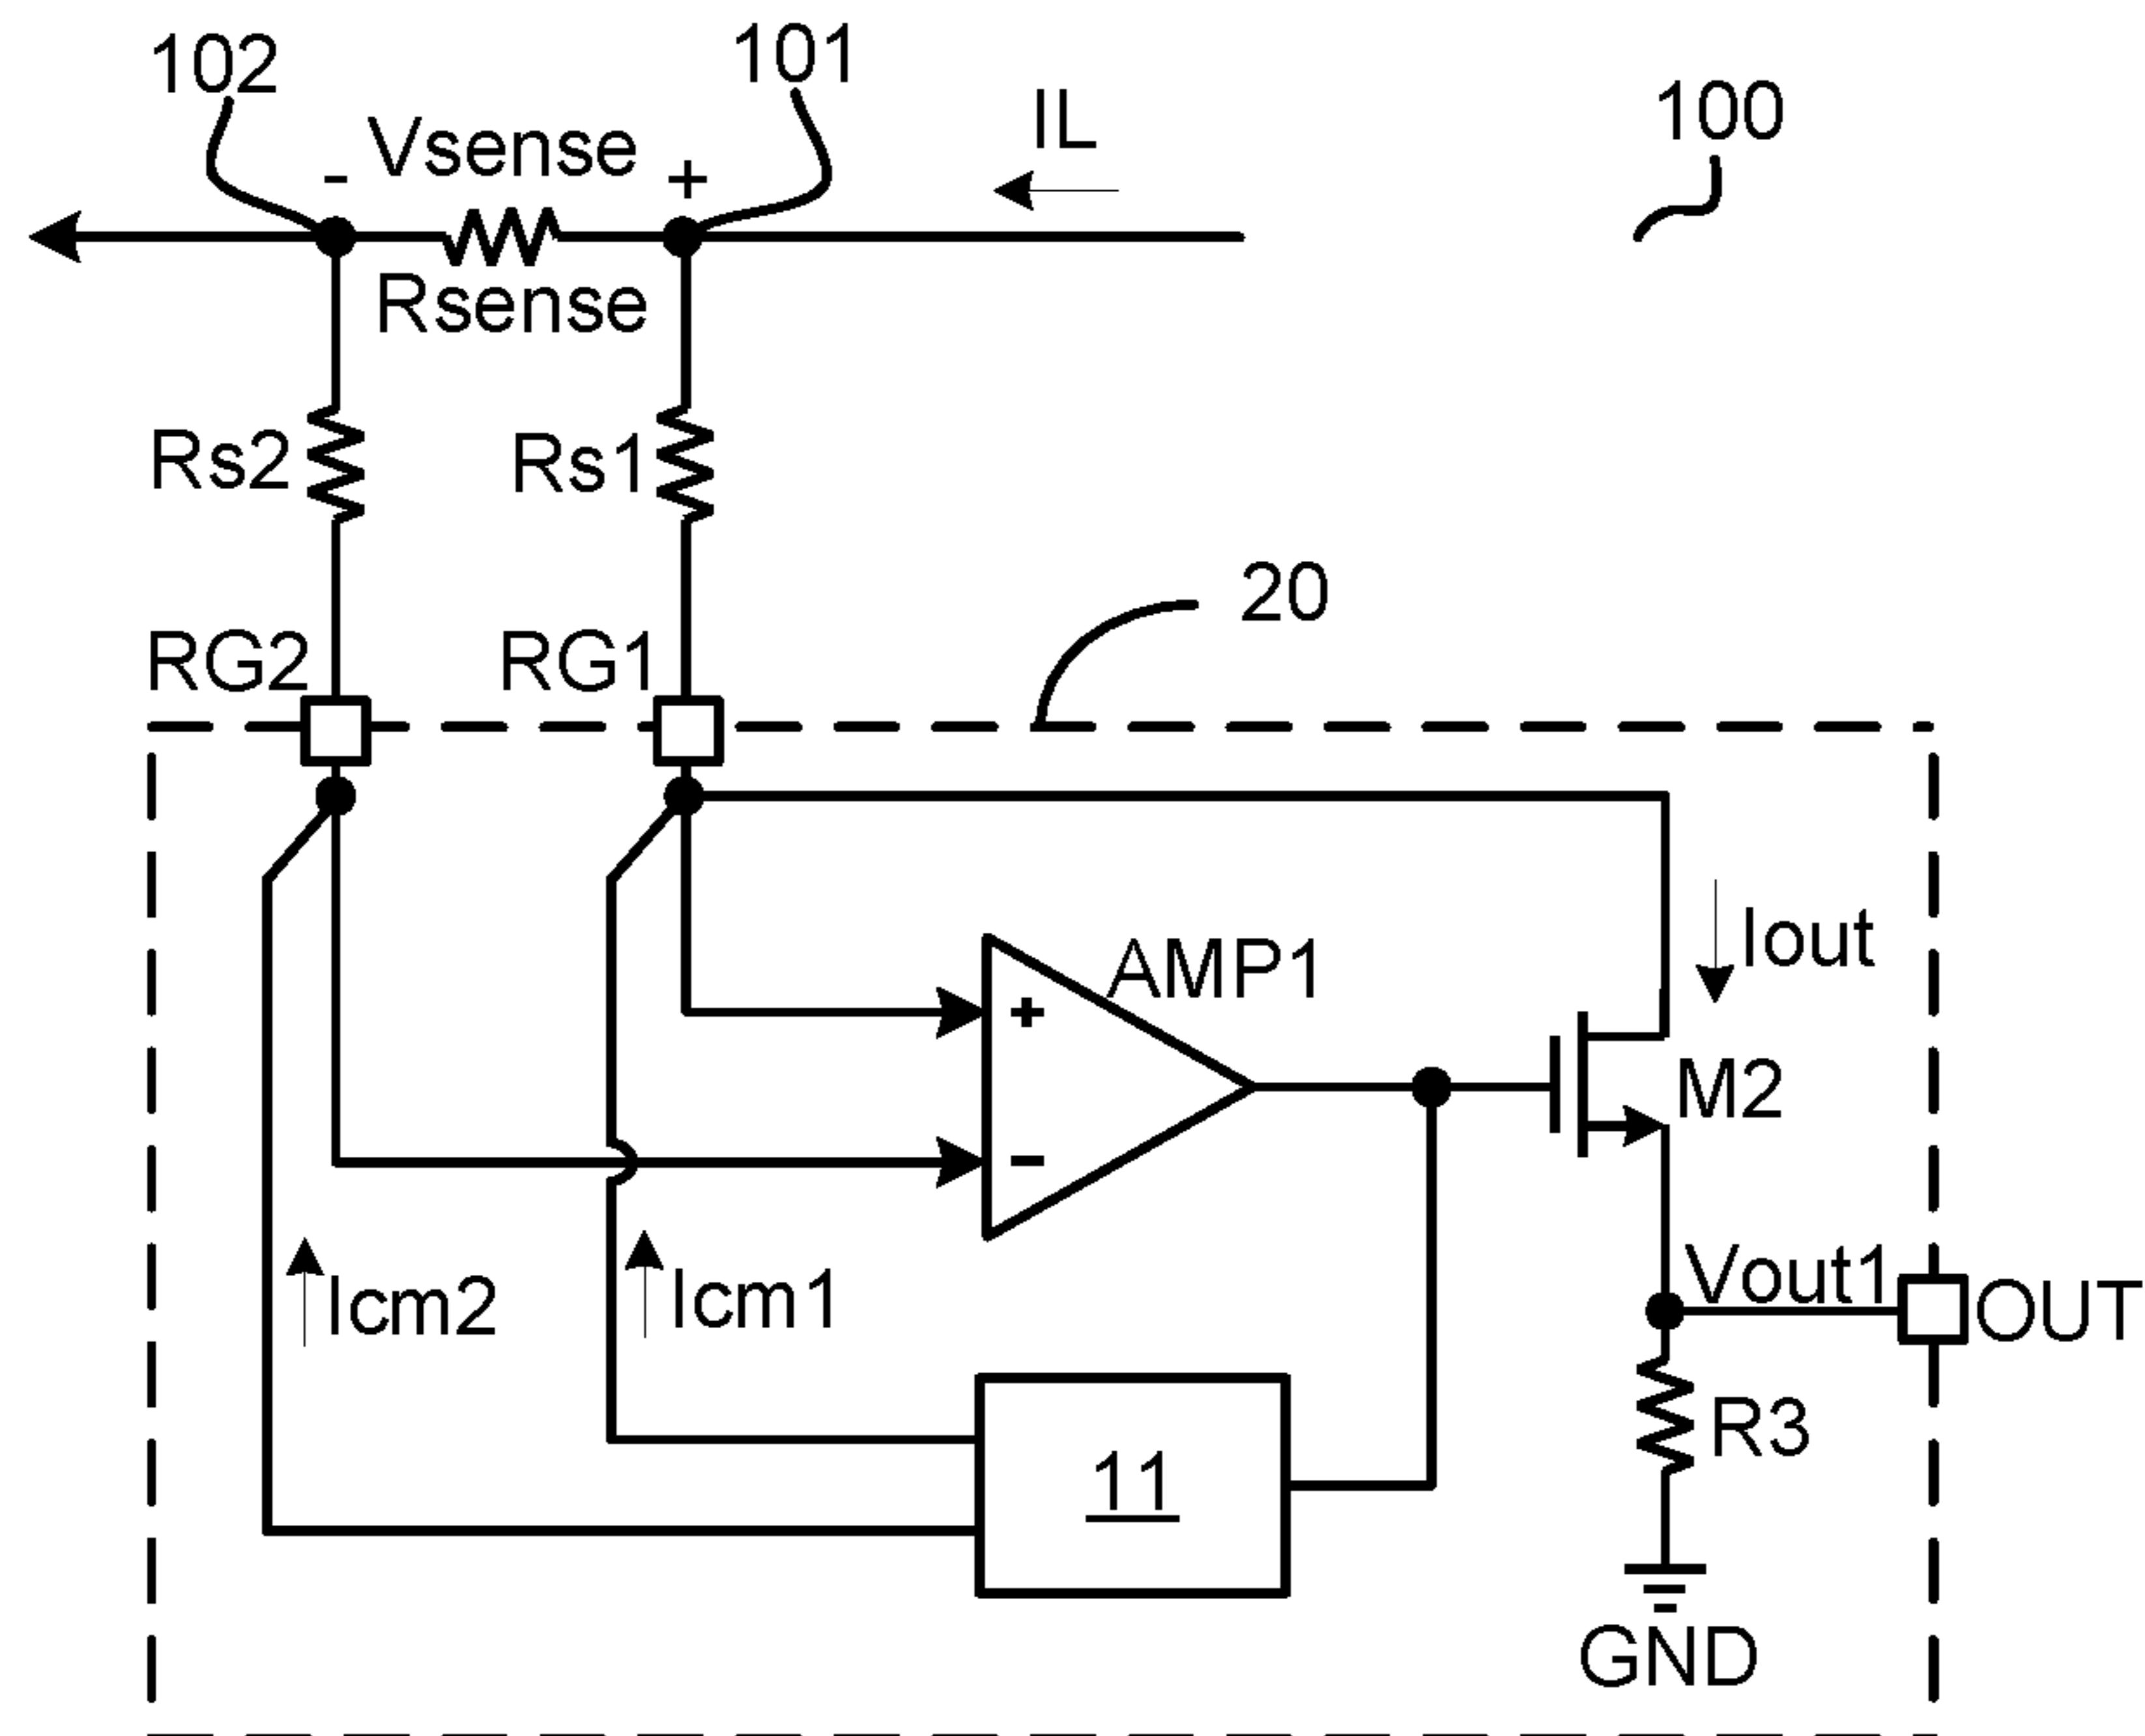 102
101
IL
100
Vsense
-
+
Rsense
Rs2
Rs1
20
RG2
RG1
Iout
AMP1
+
M2
-
Vout1
OUT
Icm2
Icm1
R3
11
GND